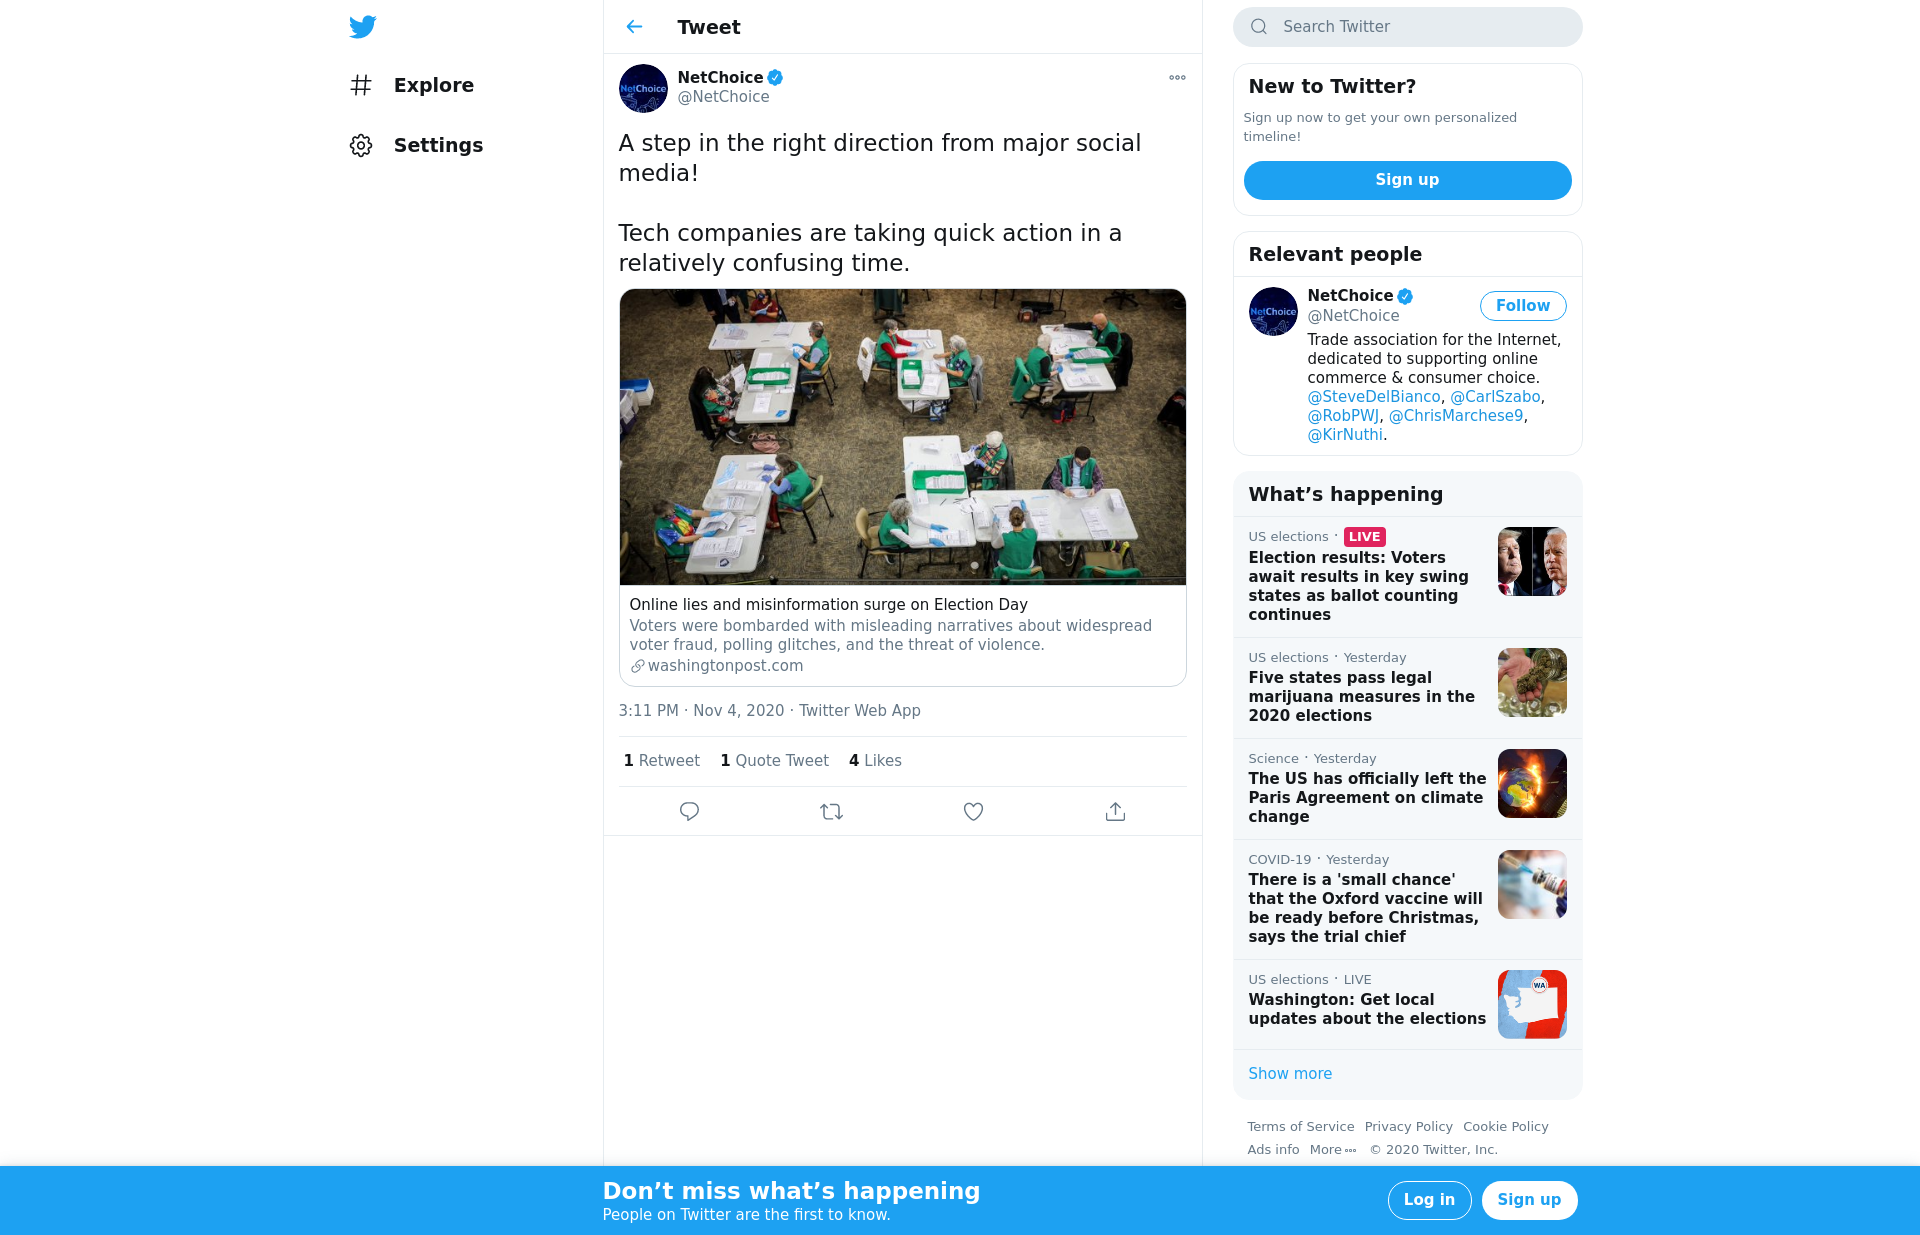 Explore
Settings
Tweet
NetChoice
NetChoice
@NetChoice
A step in the right direction from major social
media!
Tech companies are taking quick action in a
relatively confusing time.
Online lies and misinformation surge on Election Day
Voters were bombarded with misleading narratives about widespread
voter fraud, polling glitches, and the threat of violence.
washingtonpost.com
3:11 PM · Nov 4, 2020 · Twitter Web App
1 Retweet 1 Quote Tweet 4 Likes
Search Twitter
New to Twitter?
Sign up now to get your own personalized
timeline!
Sign up
Relevant people
NetChoice
NetChoice
@NetChoice
Follow
Trade association for the Internet,
dedicated to supporting online
commerce & consumer choice.
@SteveDelBianco, @CarlSzabo,
@RobPWJ, @ChrisMarchese9,
@KirNuthi.
What’s happening
US elections · LIVE
Election results: Voters
await results in key swing
states as ballot counting
continues
US elections · Yesterday
Five states pass legal
marijuana measures in the
2020 elections
Science · Yesterday
The US has officially left the
Paris Agreement on climate
change
COVID-19 · Yesterday
There is a 'small chance'
that the Oxford vaccine will
be ready before Christmas,
says the trial chief
US elections · LIVE
Washington: Get local
updates about the elections
WA
Show more
Terms of Service Privacy Policy Cookie Policy
Ads info More © 2020 Twitter, Inc.
Don’t miss what’s happening
People on Twitter are the first to know.
Log in
Sign up